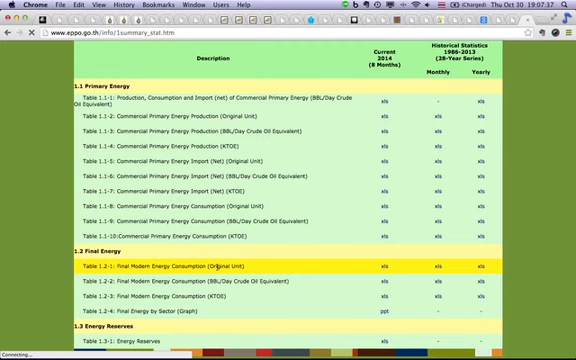 Chrome File Edit View History Bookmarks Window Users Help
(Charged) Thu Oct 30 19:07:37
www.eppo.go.th/info/1summary_stat.htm
Description
Current
2014
(8 Months)
Historical Statistics
1986-2013
(28-Year Series)
Monthly Yearly
1.1 Primary Energy
Table 1.1-1: Production, Consumption and Import (net) of Commercial Primary Energy (BBL/Day Crude
Oil Equivalent) xls - xls
Table 1.1-2: Commercial Primary Energy Production (Original Unit) xls xls xls
Table 1.1-3: Commercial Primary Energy Production (BBL/Day Crude Oil Equivalent) xls xls xls
Table 1.1-4: Commercial Primary Energy Production (KTOE) xls xls xls
Table 1.1-5: Commercial Primary Energy Import (Net) (Original Unit) xls xls xls
Table 1.1-6: Commercial Primary Energy Import (Net) (BBL/Day Crude Oil Equivalent) xls xls xls
Table 1.1-7: Commercial Primary Energy Import (Net) (KTOE) xls xls xls
Table 1.1-8: Commercial Primary Energy Consumption (Original Unit) xls xls xls
Table 1.1-9: Commercial Primary Energy Consumption (BBL/Day Crude Oil Equivalent) xls xls xls
Table 1.1-10:Commercial Primary Energy Consumption (KTOE) xls xls xls
1.2 Final Energy
Table 1.2-1: Final Modern Energy Consumption (Original Unit) xls xls xls
Table 1.2-2: Final Modern Energy Consumption (BBL/Day Crude Oil Equivalent) xls xls xls
Table 1.2-3: Final Modern Energy Consumption (KTOE) xls xls xls
Table 1.2-4: Final Energy by Sector (Graph) ppt - -
1.3 Energy Reserves
Table 1.3-1: Energy Reserves xls - -
Connecting...